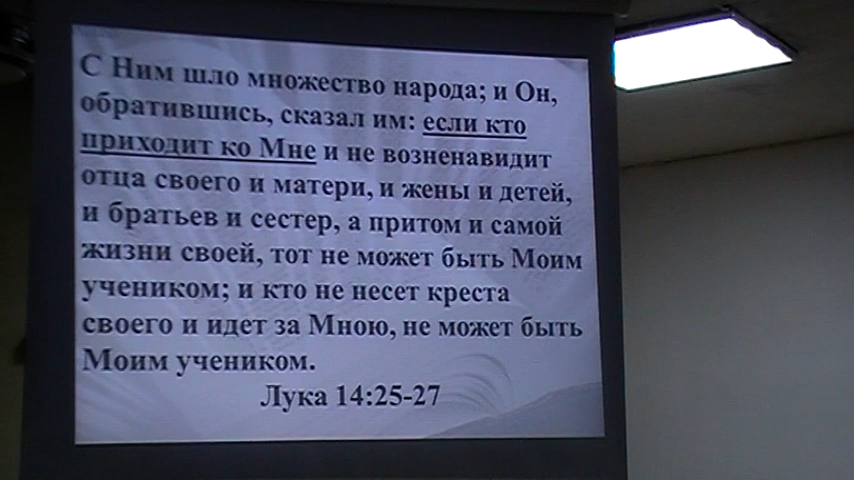 С Ним шло множество народа; и Он,
обратившись, сказал им: если кто
приходит ко Мне и не возненавидит
отца своего и матери, и жены и детей,
и братьев и сестер, а притом и самой
жизни своей, тот не может быть Моим
учеником; и кто не несет креста
своего и идет за Мною, не может быть
Моим учеником.
Лука 14:25-27